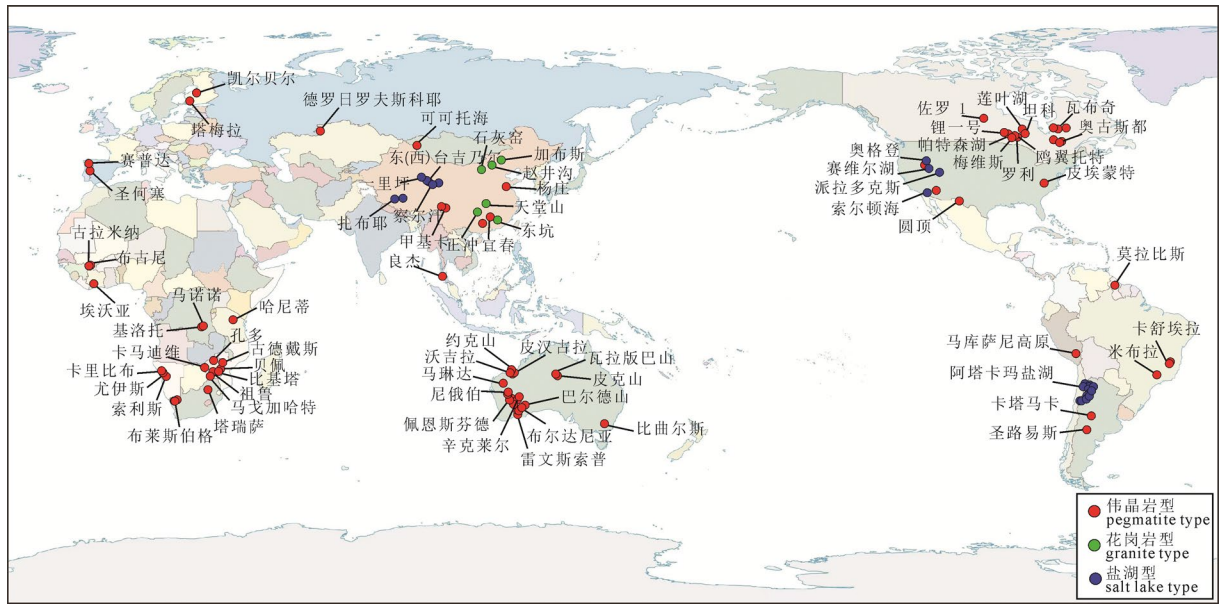 凯尔贝尔
塔梅拉
德罗日罗夫斯科耶
可可托海
石灰窑
加布斯
东(西)台吉乃尔
赵井沟
里坪
杨庄
扎布耶
察尔汗
天堂山
甲基卡
正冲
宜春
东坑
良杰
赛普达
圣何塞
古拉米纳
布古尼
埃沃亚
马诺诺
哈尼蒂
基洛托
孔多
卡马迪维
古德戴斯
卡里比布
贝佩
尤伊斯
比基塔
索利斯
祖鲁
马戈加哈特
布莱斯伯格
塔瑞萨
约克山
皮汉古拉
沃吉拉
瓦拉版巴山
马琳达
皮克山
尼俄伯
巴尔德山
佩恩斯芬德
辛克莱尔
布尔达尼亚
比曲尔斯
雷文斯索普
佐罗 1
莲叶湖
坦科
瓦布奇
锂一号
奥古斯都
帕特森湖
梅维斯
鸥翼托特
罗利
皮埃蒙特
奥格登
赛维尔湖
派拉多克斯
索尔顿海
圆顶
莫拉比斯
马库萨尼高原
卡舒埃拉
米布拉
阿塔卡玛盐湖
卡塔马卡
圣路易斯
伟晶岩型
pegmatite type
花岗岩型
granite type
盐湖型
salt lake type